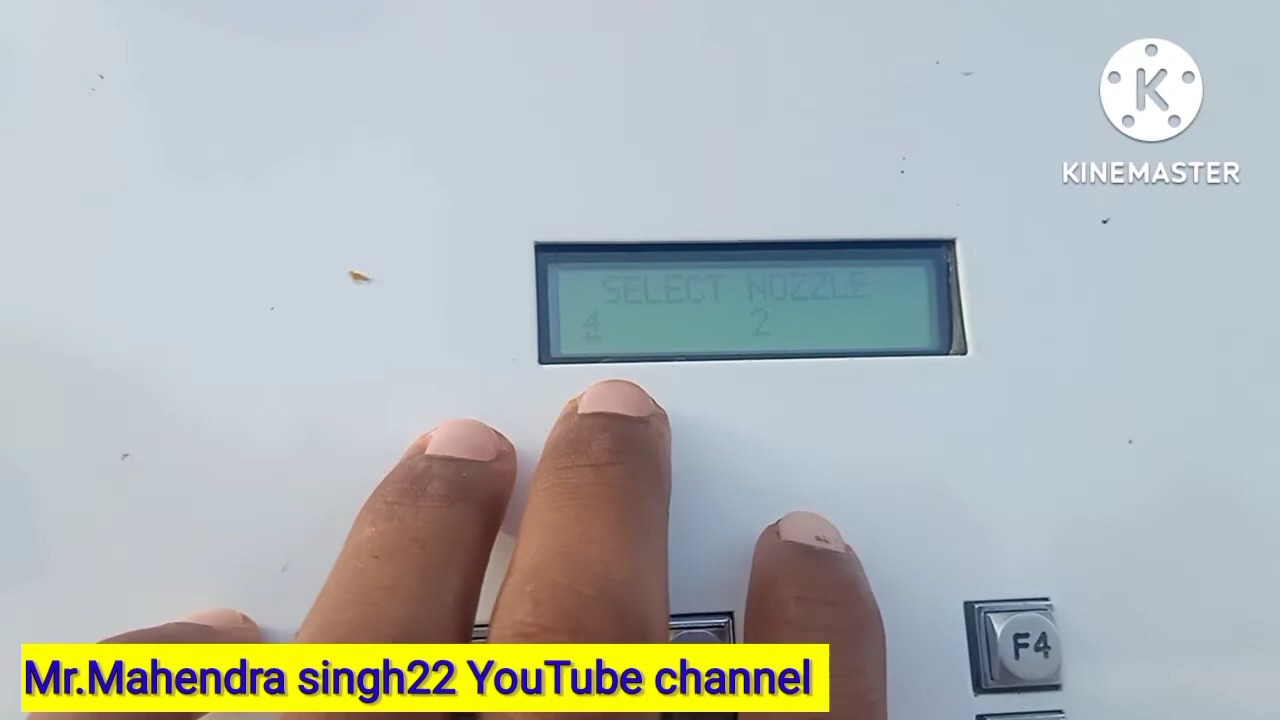 K
KINEMASTER
SELECT NOZZLE
4 2
F4
Mr.Mahendra singh22 YouTube channel